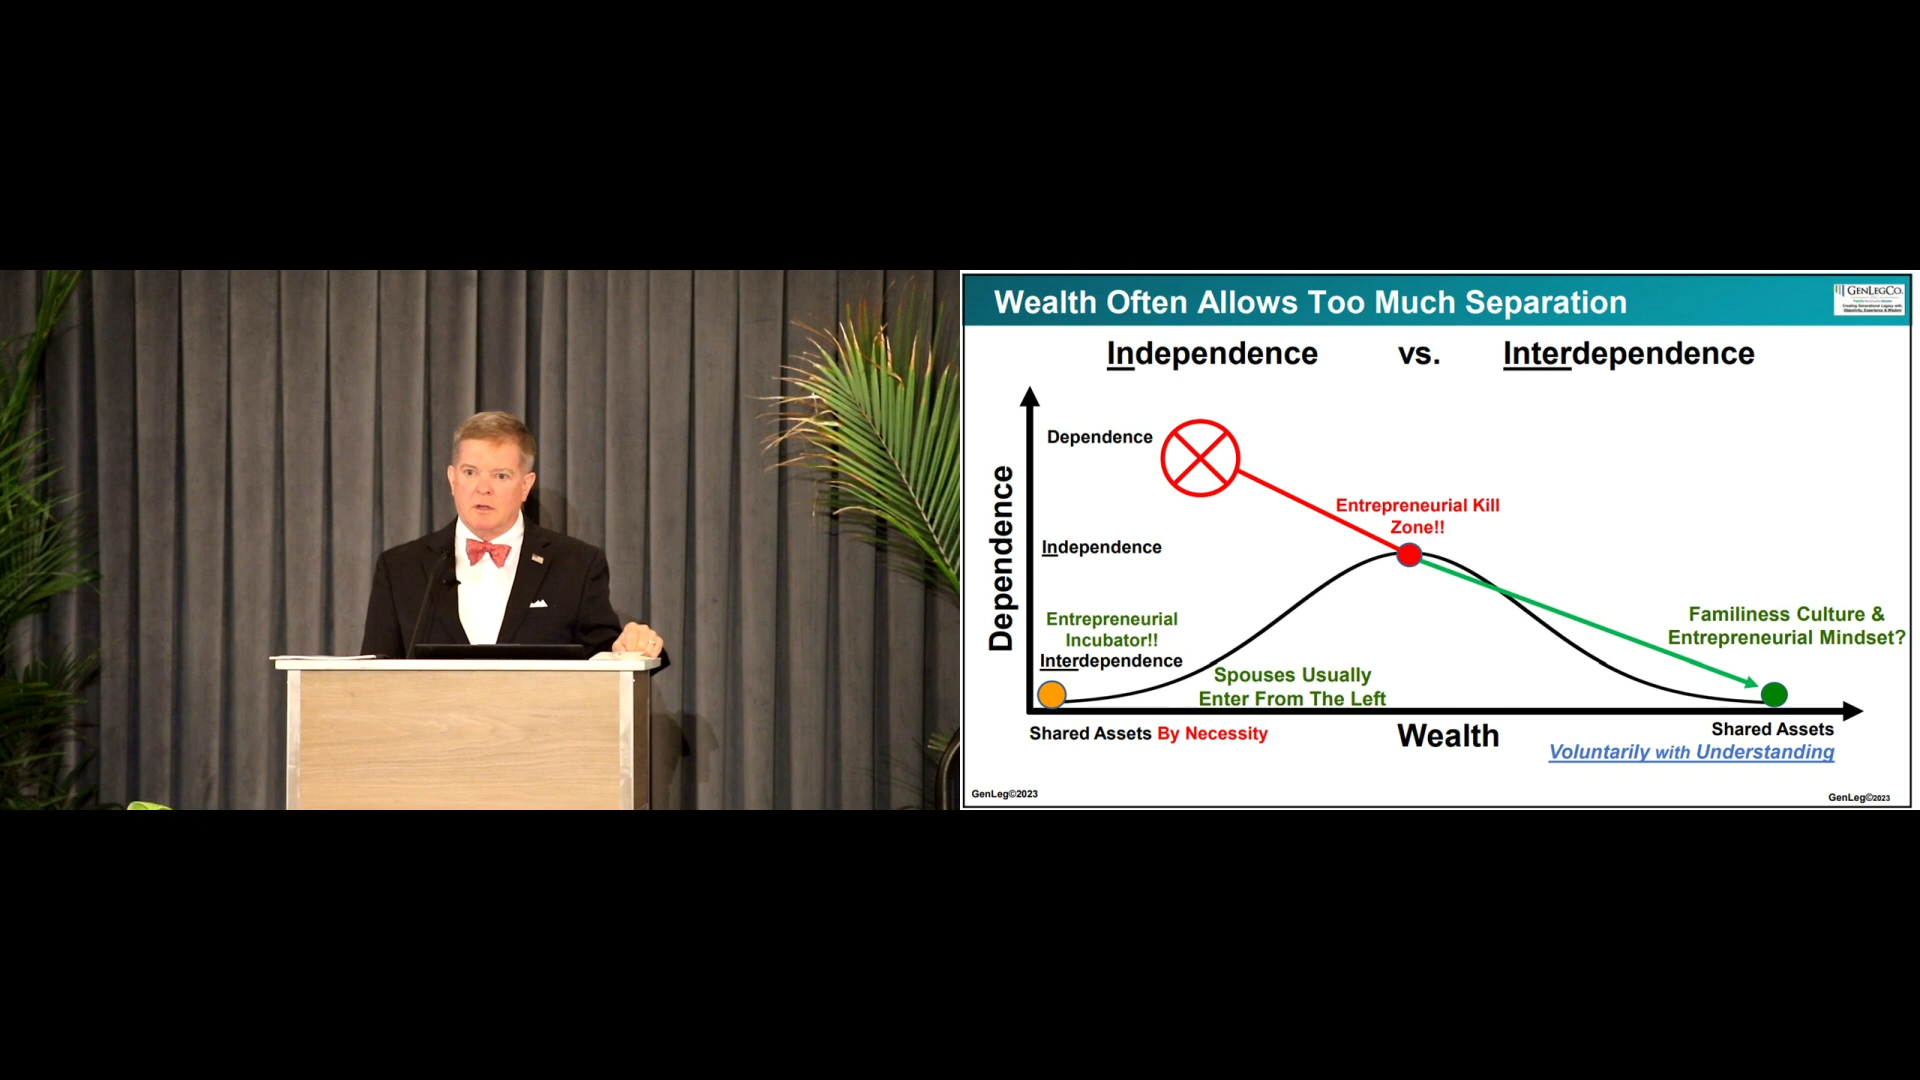 Wealth Often Allows Too Much Separation
GENLEGCO.
Independence vs. Interdependence
Dependence
Dependence
Entrepreneurial Kill
Zone!!
Independence
Entrepreneurial
Incubator!!
Interdependence
Familiness Culture &
Entrepreneurial Mindset?
Spouses Usually
Enter From The Left
Shared Assets By Necessity
Wealth
Shared Assets
Voluntarily with Understanding
GenLeg©2023
GenLeg©2023